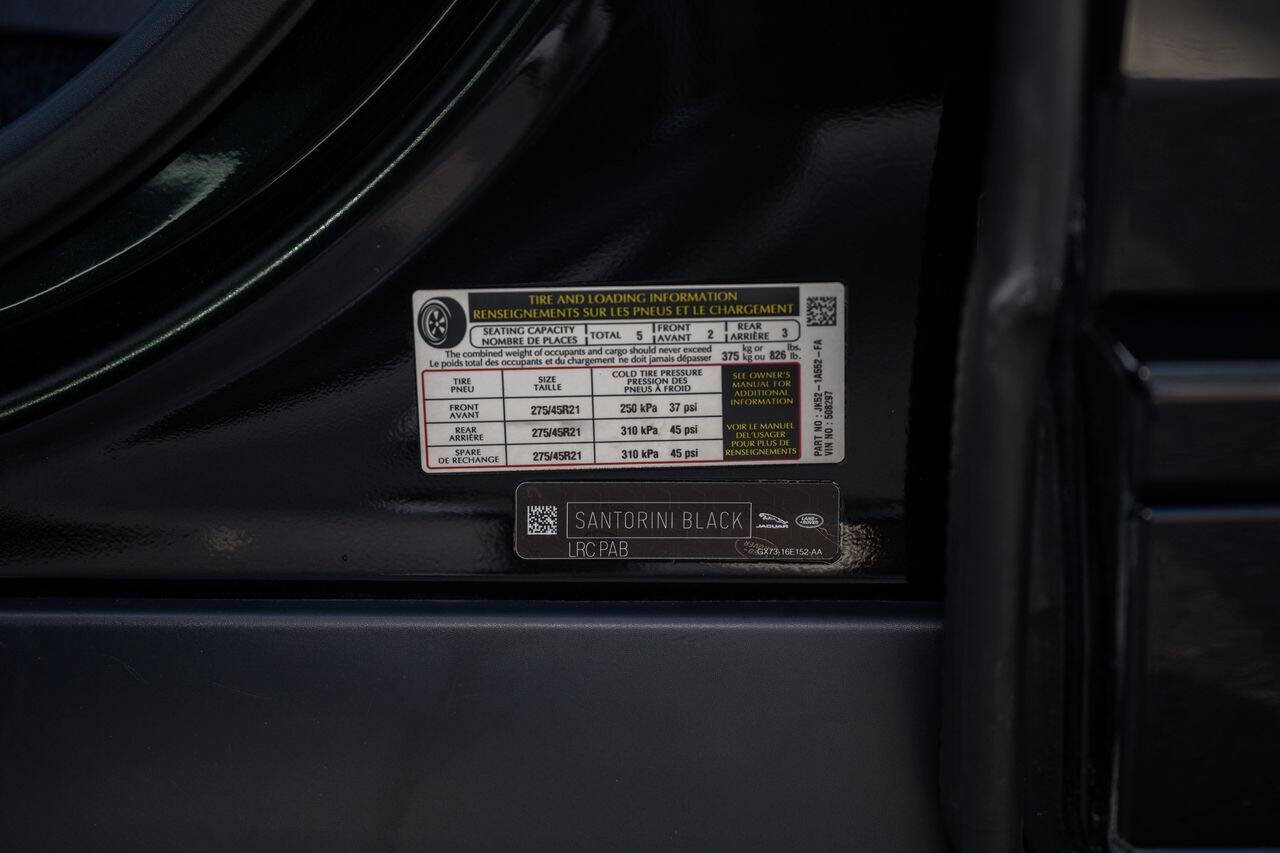 TIRE AND LOADING INFORMATION
RENSEIGNEMENTS SUR LES PNEUS ET LE CHARGEMENT
SEATING CAPACITY
NOMBRE DE PLACES
TOTAL 5
FRONT
AVANT 2
REAR
ARRIÈRE 3
The combined weight of occupants and cargo should never exceed 375 kg or 826 lbs.
Le poids total des occupants et du chargement ne doit jamais dépasser 375 kg ou 826 lb.
TIRE
PNEU
SIZE
TAILLE
COLD TIRE PRESSURE
PRESSION DES
PNEUS À FROID
FRONT
AVANT
275/45R21
250 kPa 37 psi
REAR
ARRIÈRE
275/45R21
310 kPa 45 psi
SPARE
DE RECHANGE
275/45R21
310 kPa 45 psi
SEE OWNER'S
MANUAL FOR
ADDITIONAL
INFORMATION
VOIR LE MANUEL
DEL'USAGER
POUR PLUS DE
RENSEIGNEMENTS
PART NO : JK52-1A552-FA
VIN NO : 508297
SANTORINI BLACK
JAGUAR
LAND-ROVER
LRC PAB
GX73-16E152-AA